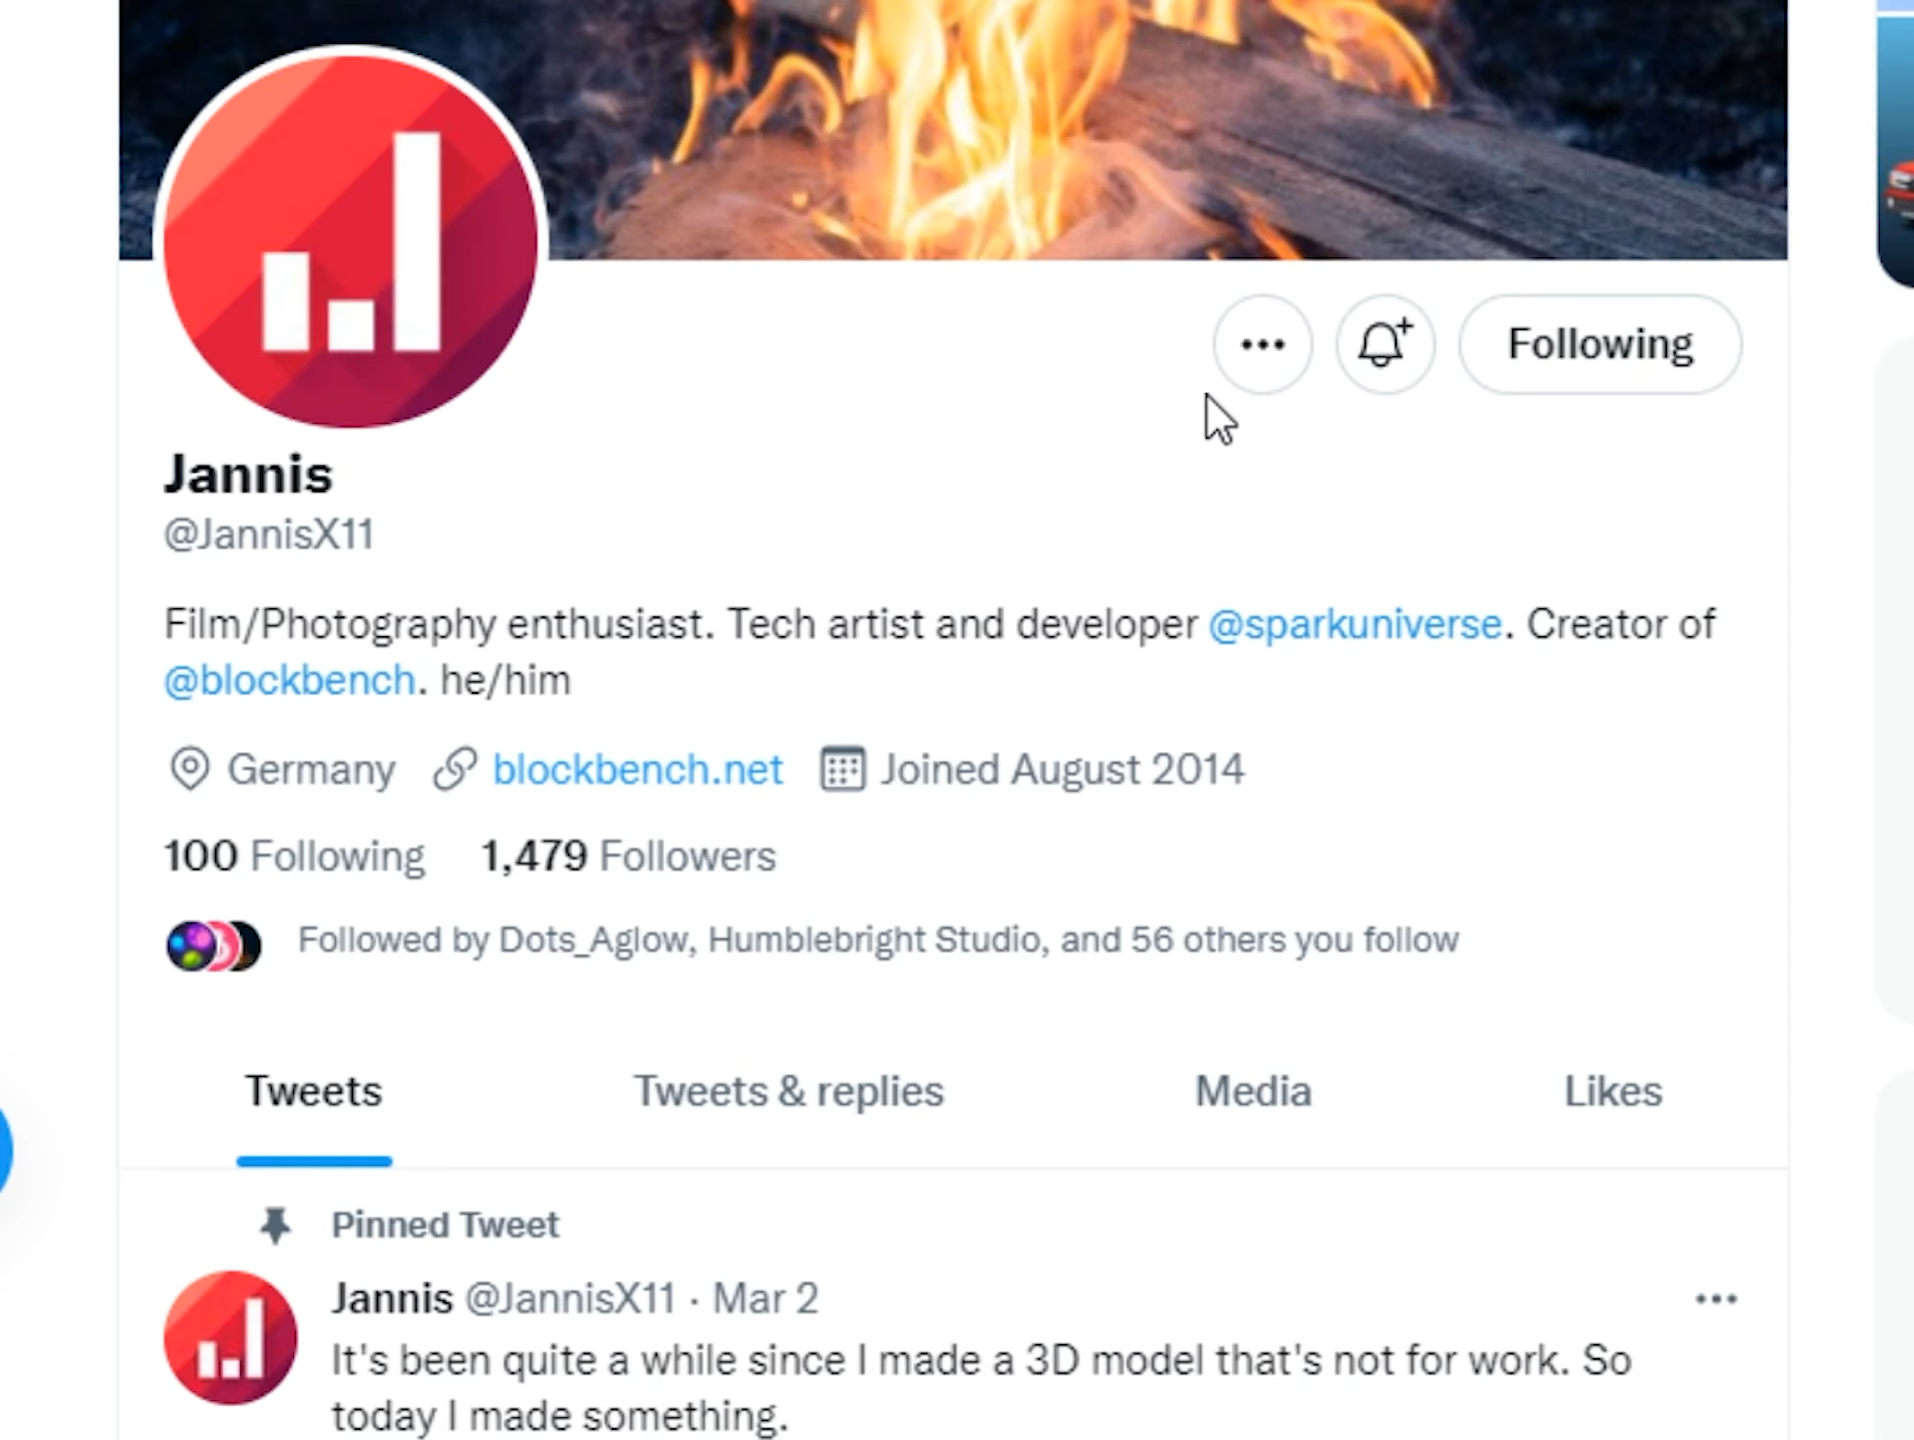 Following
Jannis
@JannisX11
Film/Photography enthusiast. Tech artist and developer @sparkuniverse. Creator of
@blockbench. he/him
Germany blockbench.net Joined August 2014
100 Following 1,479 Followers
Followed by Dots_Aglow, Humblebright Studio, and 56 others you follow
Tweets Tweets & replies Media Likes
Pinned Tweet
Jannis @JannisX11 · Mar 2
It's been quite a while since I made a 3D model that's not for work. So
today I made something.